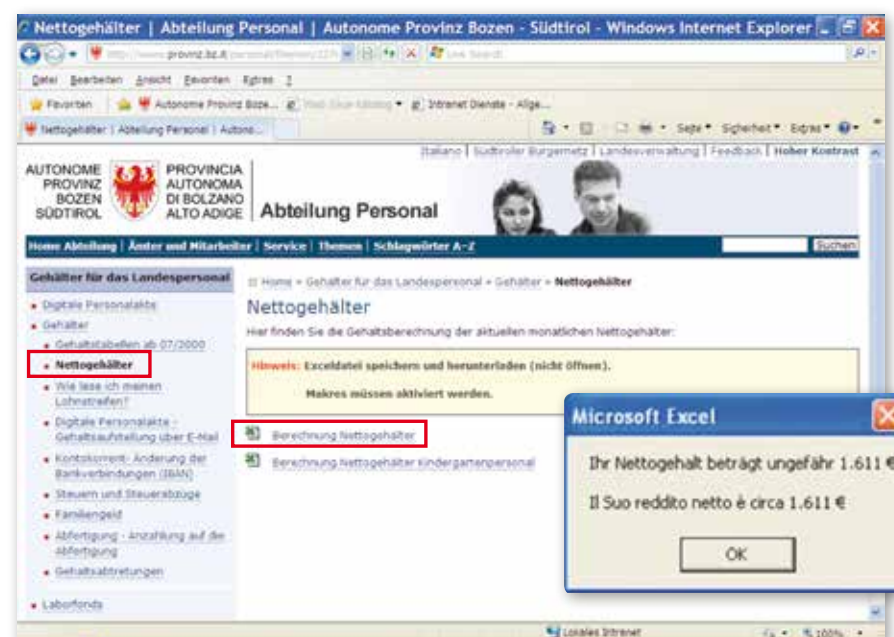 Nettogehälter | Abteilung Personal | Autonome Provinz Bozen - Südtirol - Windows Internet Explorer
provinz.bz.it
Live Search
Datei Bearbeiten Ansicht Favoriten Extras ?
Favoriten Autonome Provinz Boze... Intranet Dienste - Allge...
Nettogehälter | Abteilung Personal | Auton... Seite Sicherheit Extras
Italiano | Südtiroler Bürgernetz | Landesverwaltung | Feedback | Hoher Kontrast
AUTONOME PROVINZ BOZEN SÜDTIROL
PROVINCIA AUTONOMA DI BOLZANO ALTO ADIGE
Abteilung Personal
Home Abteilung | Ämter und Mitarbeiter | Service | Themen | Schlagwörter A-Z Suchen
Gehälter für das Landespersonal
Digitale Personalakte
Gehälter
Gehaltstabellen ab 07/2000
Nettogehälter
Wie lese ich meinen
Lohnstreifen?
Digitale Personalakte -
Gehaltsaufstellung über E-Mail
Kontokorrent- Änderung der
Bankverbindungen (IBAN)
Steuern und Steuerabzüge
Familiengeld
Abfertigung - Anzahlung auf die
Abfertigung
Gehaltsabtretungen
Laborfonds
Home » Gehälter für das Landespersonal » Gehälter » Nettogehälter
Nettogehälter
Hier finden Sie die Gehaltsberechnung der aktuellen monatlichen Nettogehälter:
Hinweis: Exceldatei speichern und herunterladen (nicht öffnen).
Makros müssen aktiviert werden.
Berechnung Nettogehälter
Berechnung Nettogehälter Kindergartenpersonal
Microsoft Excel
Ihr Nettogehalt beträgt ungefähr 1.611 €
Il Suo reddito netto è circa 1.611 €
OK
Lokales Intranet 100%